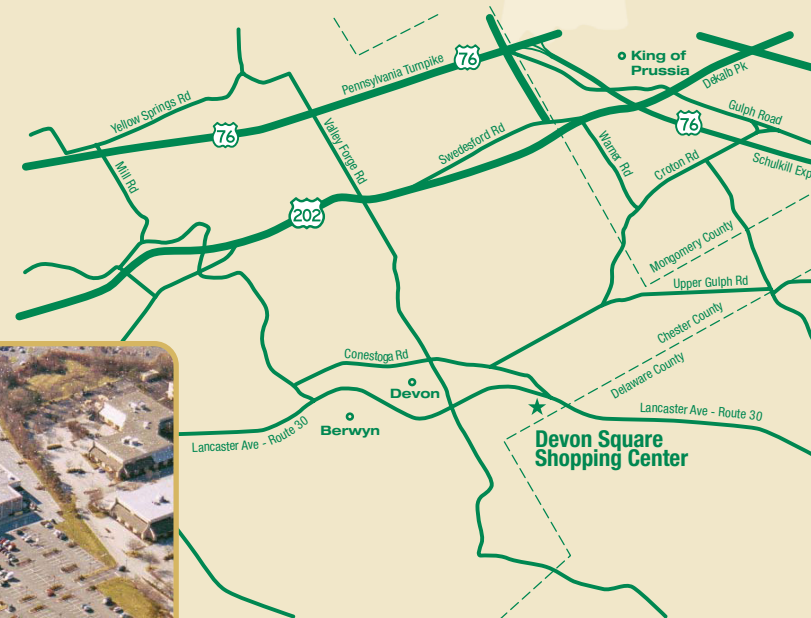 76
Pennsylvania Turnpike
King of
Prussia
Dekalb Pk
Yellow Springs Rd
76
Valley Forge Rd
Swedesford Rd
76
Gulph Road
Warner Rd
Schulkill Exp
Croton Rd
Mill Rd
202
Mongomery County
Upper Gulph Rd
Chester County
Conestoga Rd
Delaware County
Devon
Berwyn
Lancaster Ave - Route 30
Lancaster Ave - Route 30
Devon Square
Shopping Center